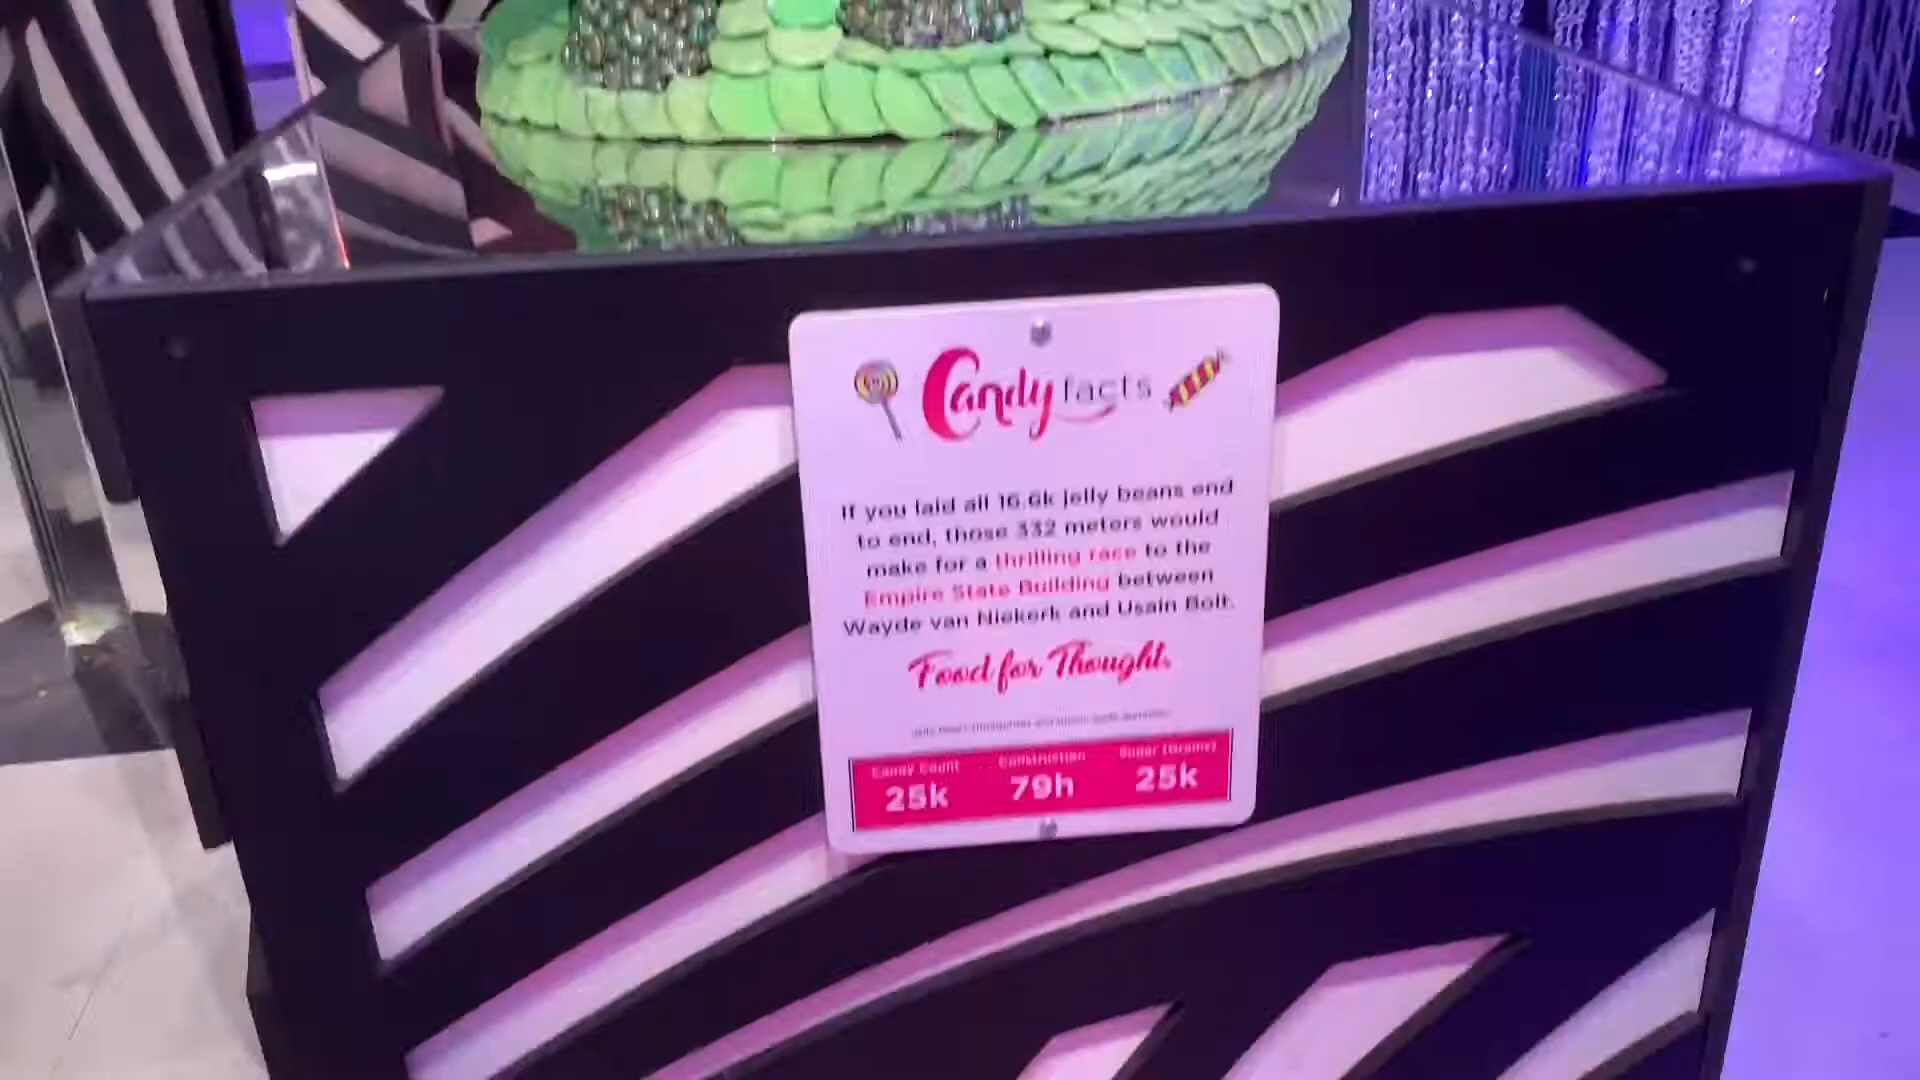 Candy facts
If you laid all 16.6k jelly beans end
to end, those 332 meters would
make for a thrilling race to the
Empire State Building between
Wayde van Niekerk and Usain Bolt.
Food for Thought.
Candy Count Construction Sugar (Grams)
25k 79h 25k